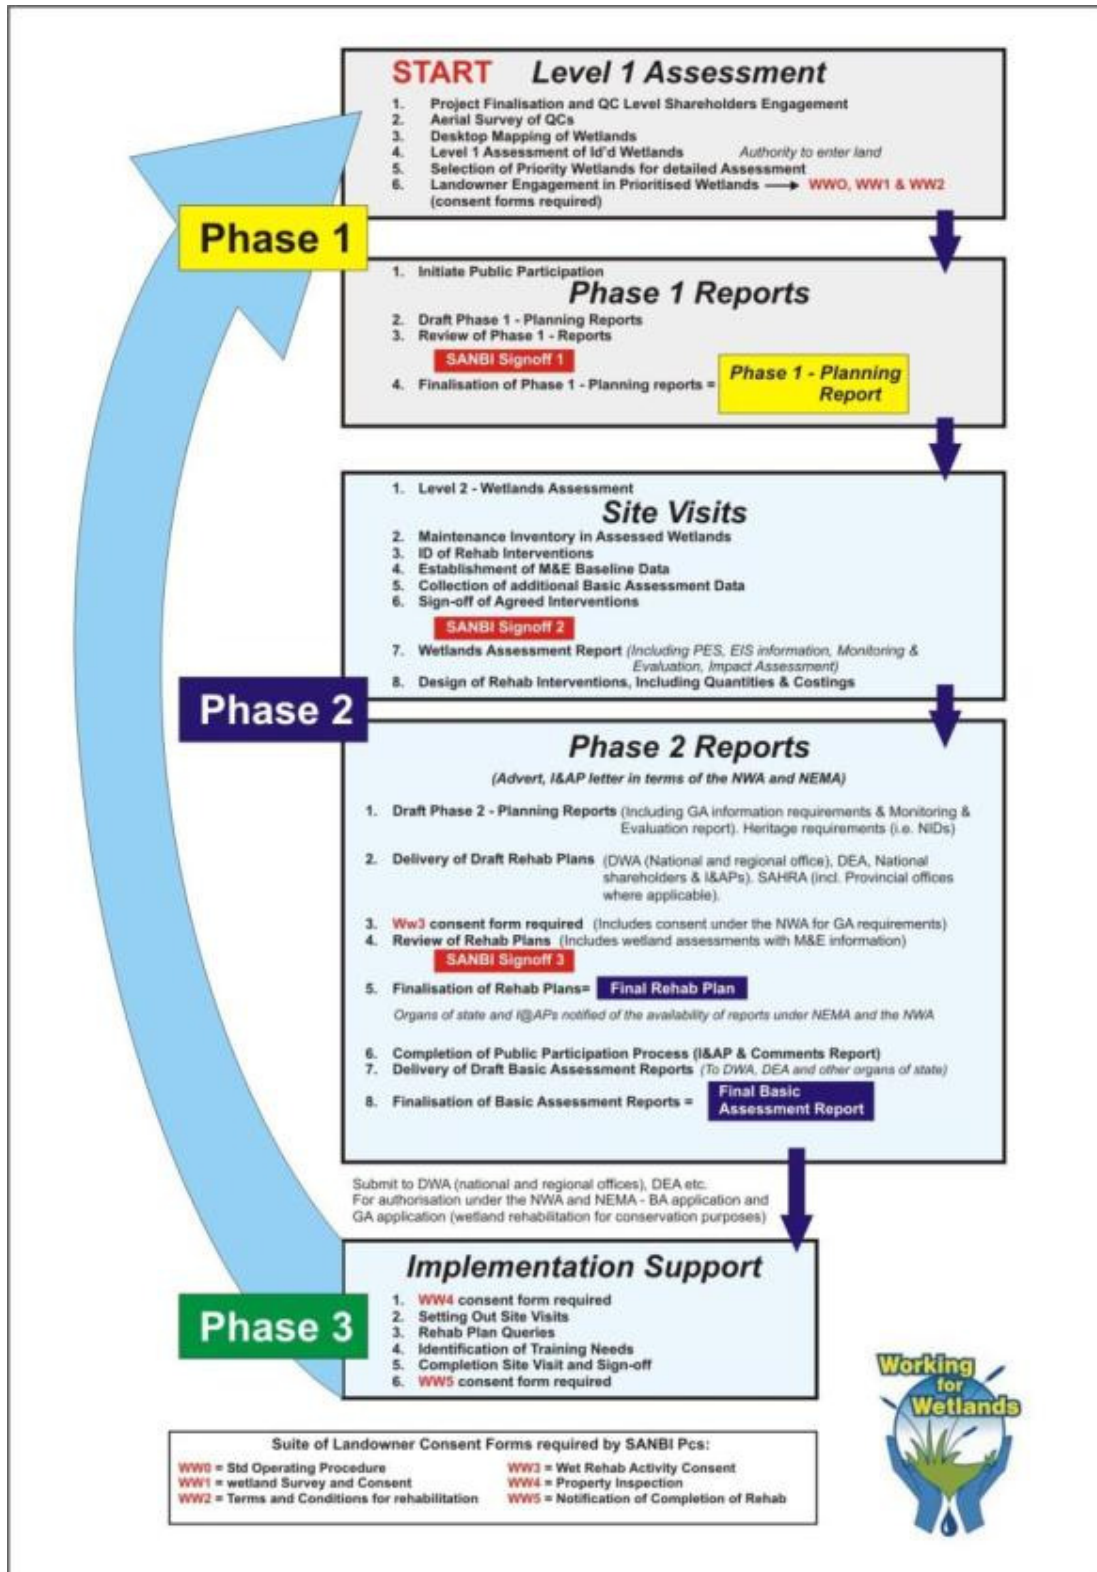 START Level 1 Assessment
1. Project Finalisation and QC Level Shareholders Engagement
2. Aerial Survey of QCs
3. Desktop Mapping of Wetlands
4. Level 1 Assessment of Id'd Wetlands Authority to enter land
5. Selection of Priority Wetlands for detailed Assessment
6. Landowner Engagement in Prioritised Wetlands WWO, WW1 & WW2
(consent forms required)
Phase 1
1. Initiate Public Participation
Phase 1 Reports
2. Draft Phase 1 - Planning Reports
3. Review of Phase 1 - Reports
SANBI Signoff 1
4. Finalisation of Phase 1 - Planning reports =
Phase 1 - Planning
Report
1. Level 2 - Wetlands Assessment
Site Visits
2. Maintenance Inventory in Assessed Wetlands
3. ID of Rehab Interventions
4. Establishment of M&E Baseline Data
5. Collection of additional Basic Assessment Data
6. Sign-off of Agreed Interventions
SANBI Signoff 2
7. Wetlands Assessment Report (Including PES, EIS information, Monitoring &
Evaluation, Impact Assessment)
8. Design of Rehab Interventions, Including Quantities & Costings
Phase 2
Phase 2 Reports
(Advert, I&AP letter in terms of the NWA and NEMA)
1. Draft Phase 2 - Planning Reports (Including GA information requirements & Monitoring &
Evaluation report). Heritage requirements (i.e. NIDs)
2. Delivery of Draft Rehab Plans (DWA (National and regional office), DEA, National
shareholders & I&APs). SAHRA (incl. Provincial offices
where applicable).
3. Ww3 consent form required (Includes consent under the NWA for GA requirements)
4. Review of Rehab Plans (Includes wetland assessments with M&E information)
SANBI Signoff 3
5. Finalisation of Rehab Plans= Final Rehab Plan
Organs of state and I@APs notified of the availability of reports under NEMA and the NWA
6. Completion of Public Participation Process (I&AP & Comments Report)
7. Delivery of Draft Basic Assessment Reports (To DWA, DEA and other organs of state)
8. Finalisation of Basic Assessment Reports =
Final Basic
Assessment Report
Submit to DWA (national and regional offices), DEA etc.
For authorisation under the NWA and NEMA - BA application and
GA application (wetland rehabilitation for conservation purposes)
Implementation Support
1. WW4 consent form required
2. Setting Out Site Visits
3. Rehab Plan Queries
4. Identification of Training Needs
5. Completion Site Visit and Sign-off
6. WW5 consent form required
Phase 3
Working
for
Wetlands
Suite of Landowner Consent Forms required by SANBI Pcs:
WW0 = Std Operating Procedure WW3 = Wet Rehab Activity Consent
WW1 = wetland Survey and Consent WW4 = Property Inspection
WW2 = Terms and Conditions for rehabilitation WW5 = Notification of Completion of Rehab